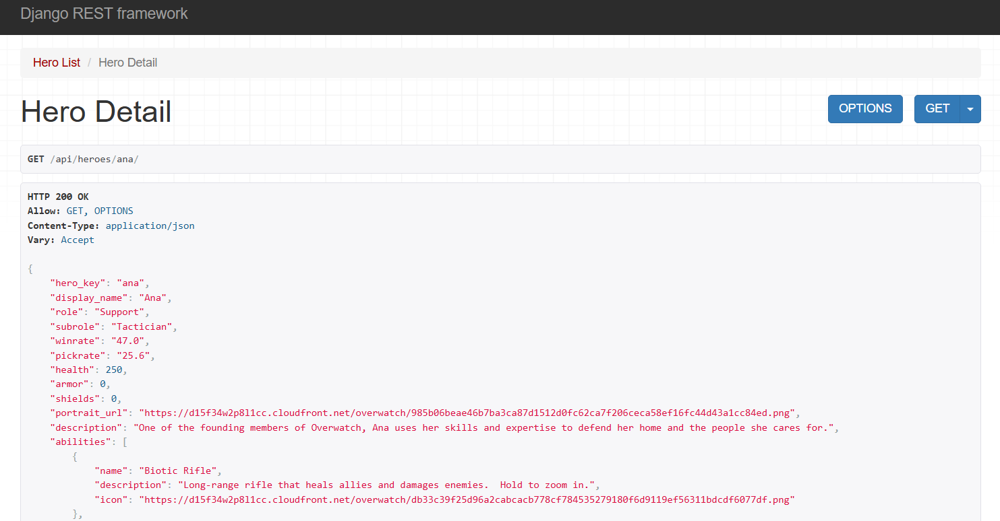 Django REST framework
Hero List / Hero Detail
Hero Detail
OPTIONS GET
GET /api/heroes/ana/
HTTP 200 OK
Allow: GET, OPTIONS
Content-Type: application/json
Vary: Accept
{
    "hero_key": "ana",
    "display_name": "Ana",
    "role": "Support",
    "subrole": "Tactician",
    "winrate": "47.0",
    "pickrate": "25.6",
    "health": 250,
    "armor": 0,
    "shields": 0,
    "portrait_url": "https://d15f34w2p8l1cc.cloudfront.net/overwatch/985b06beae46b7ba3ca87d1512d0fc62ca7f206ceca58ef16fc44d43a1cc84ed.png",
    "description": "One of the founding members of Overwatch, Ana uses her skills and expertise to defend her home and the people she cares for.",
    "abilities": [
        {
            "name": "Biotic Rifle",
            "description": "Long-range rifle that heals allies and damages enemies.  Hold to zoom in.",
            "icon": "https://d15f34w2p8l1cc.cloudfront.net/overwatch/db33c39f25d96a2cabcacb778cf784535279180f6d9119ef56311bdcdf6077df.png"
        },